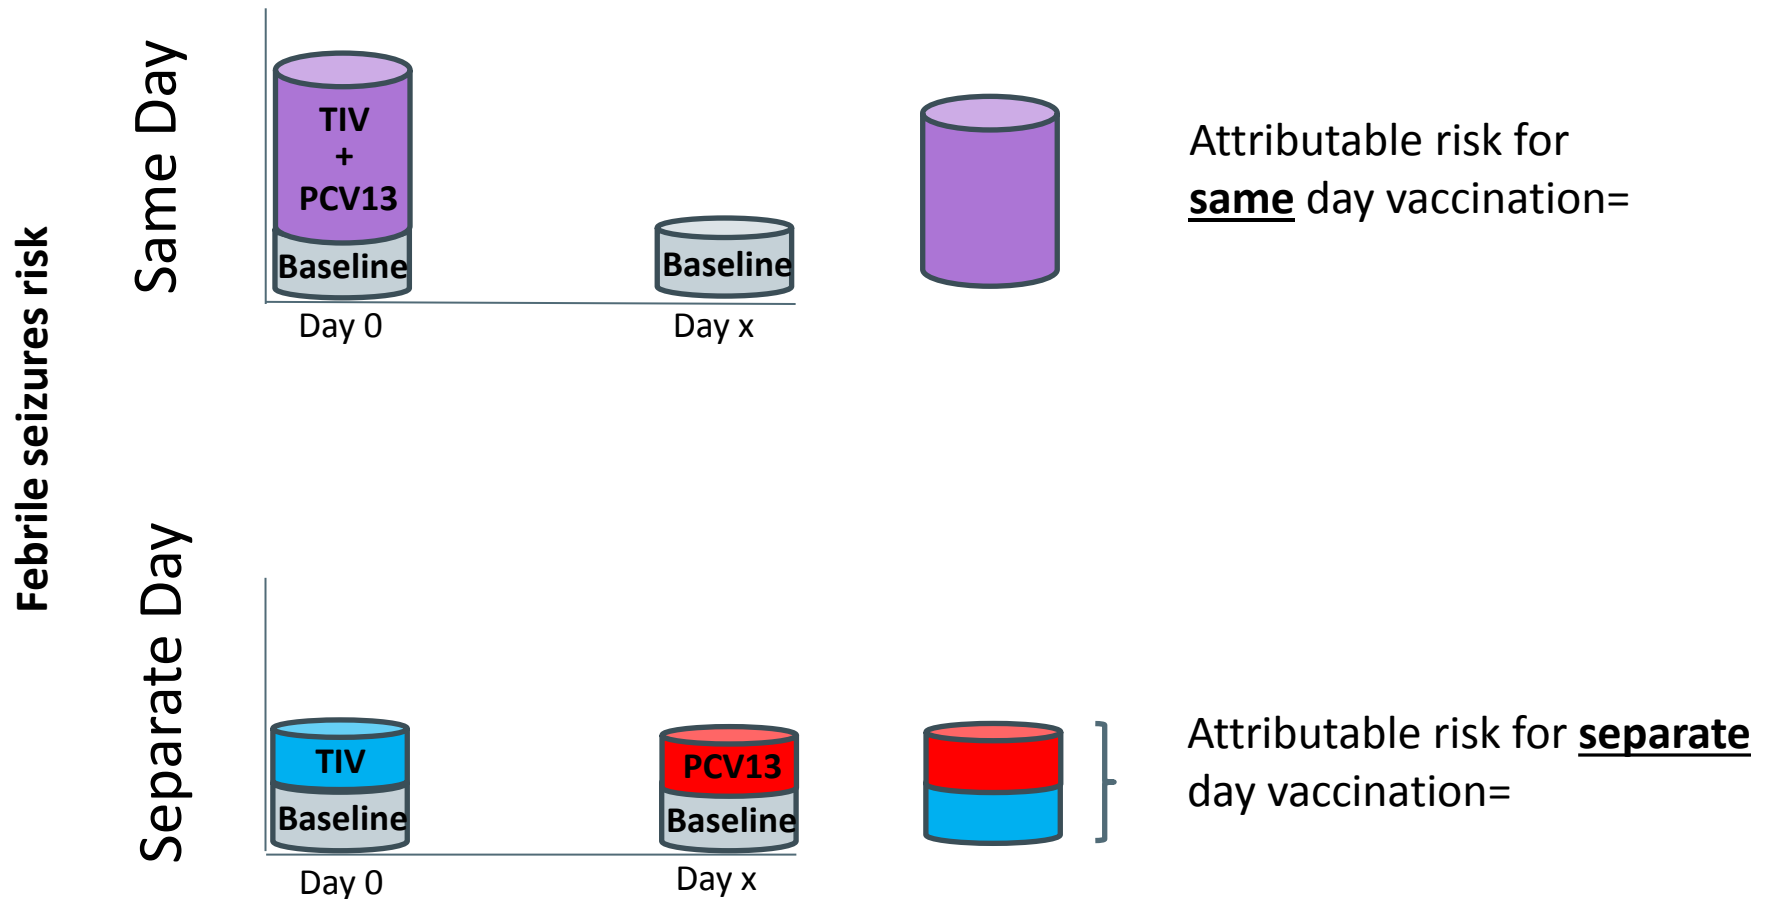 Febrile seizures risk
Same Day
TIV
+
PCV13
Baseline
Baseline
Day 0
Day x
Attributable risk for
same day vaccination=
Separate Day
TIV
Baseline
PCV13
Baseline
Day 0
Day x
Attributable risk for separate
day vaccination=